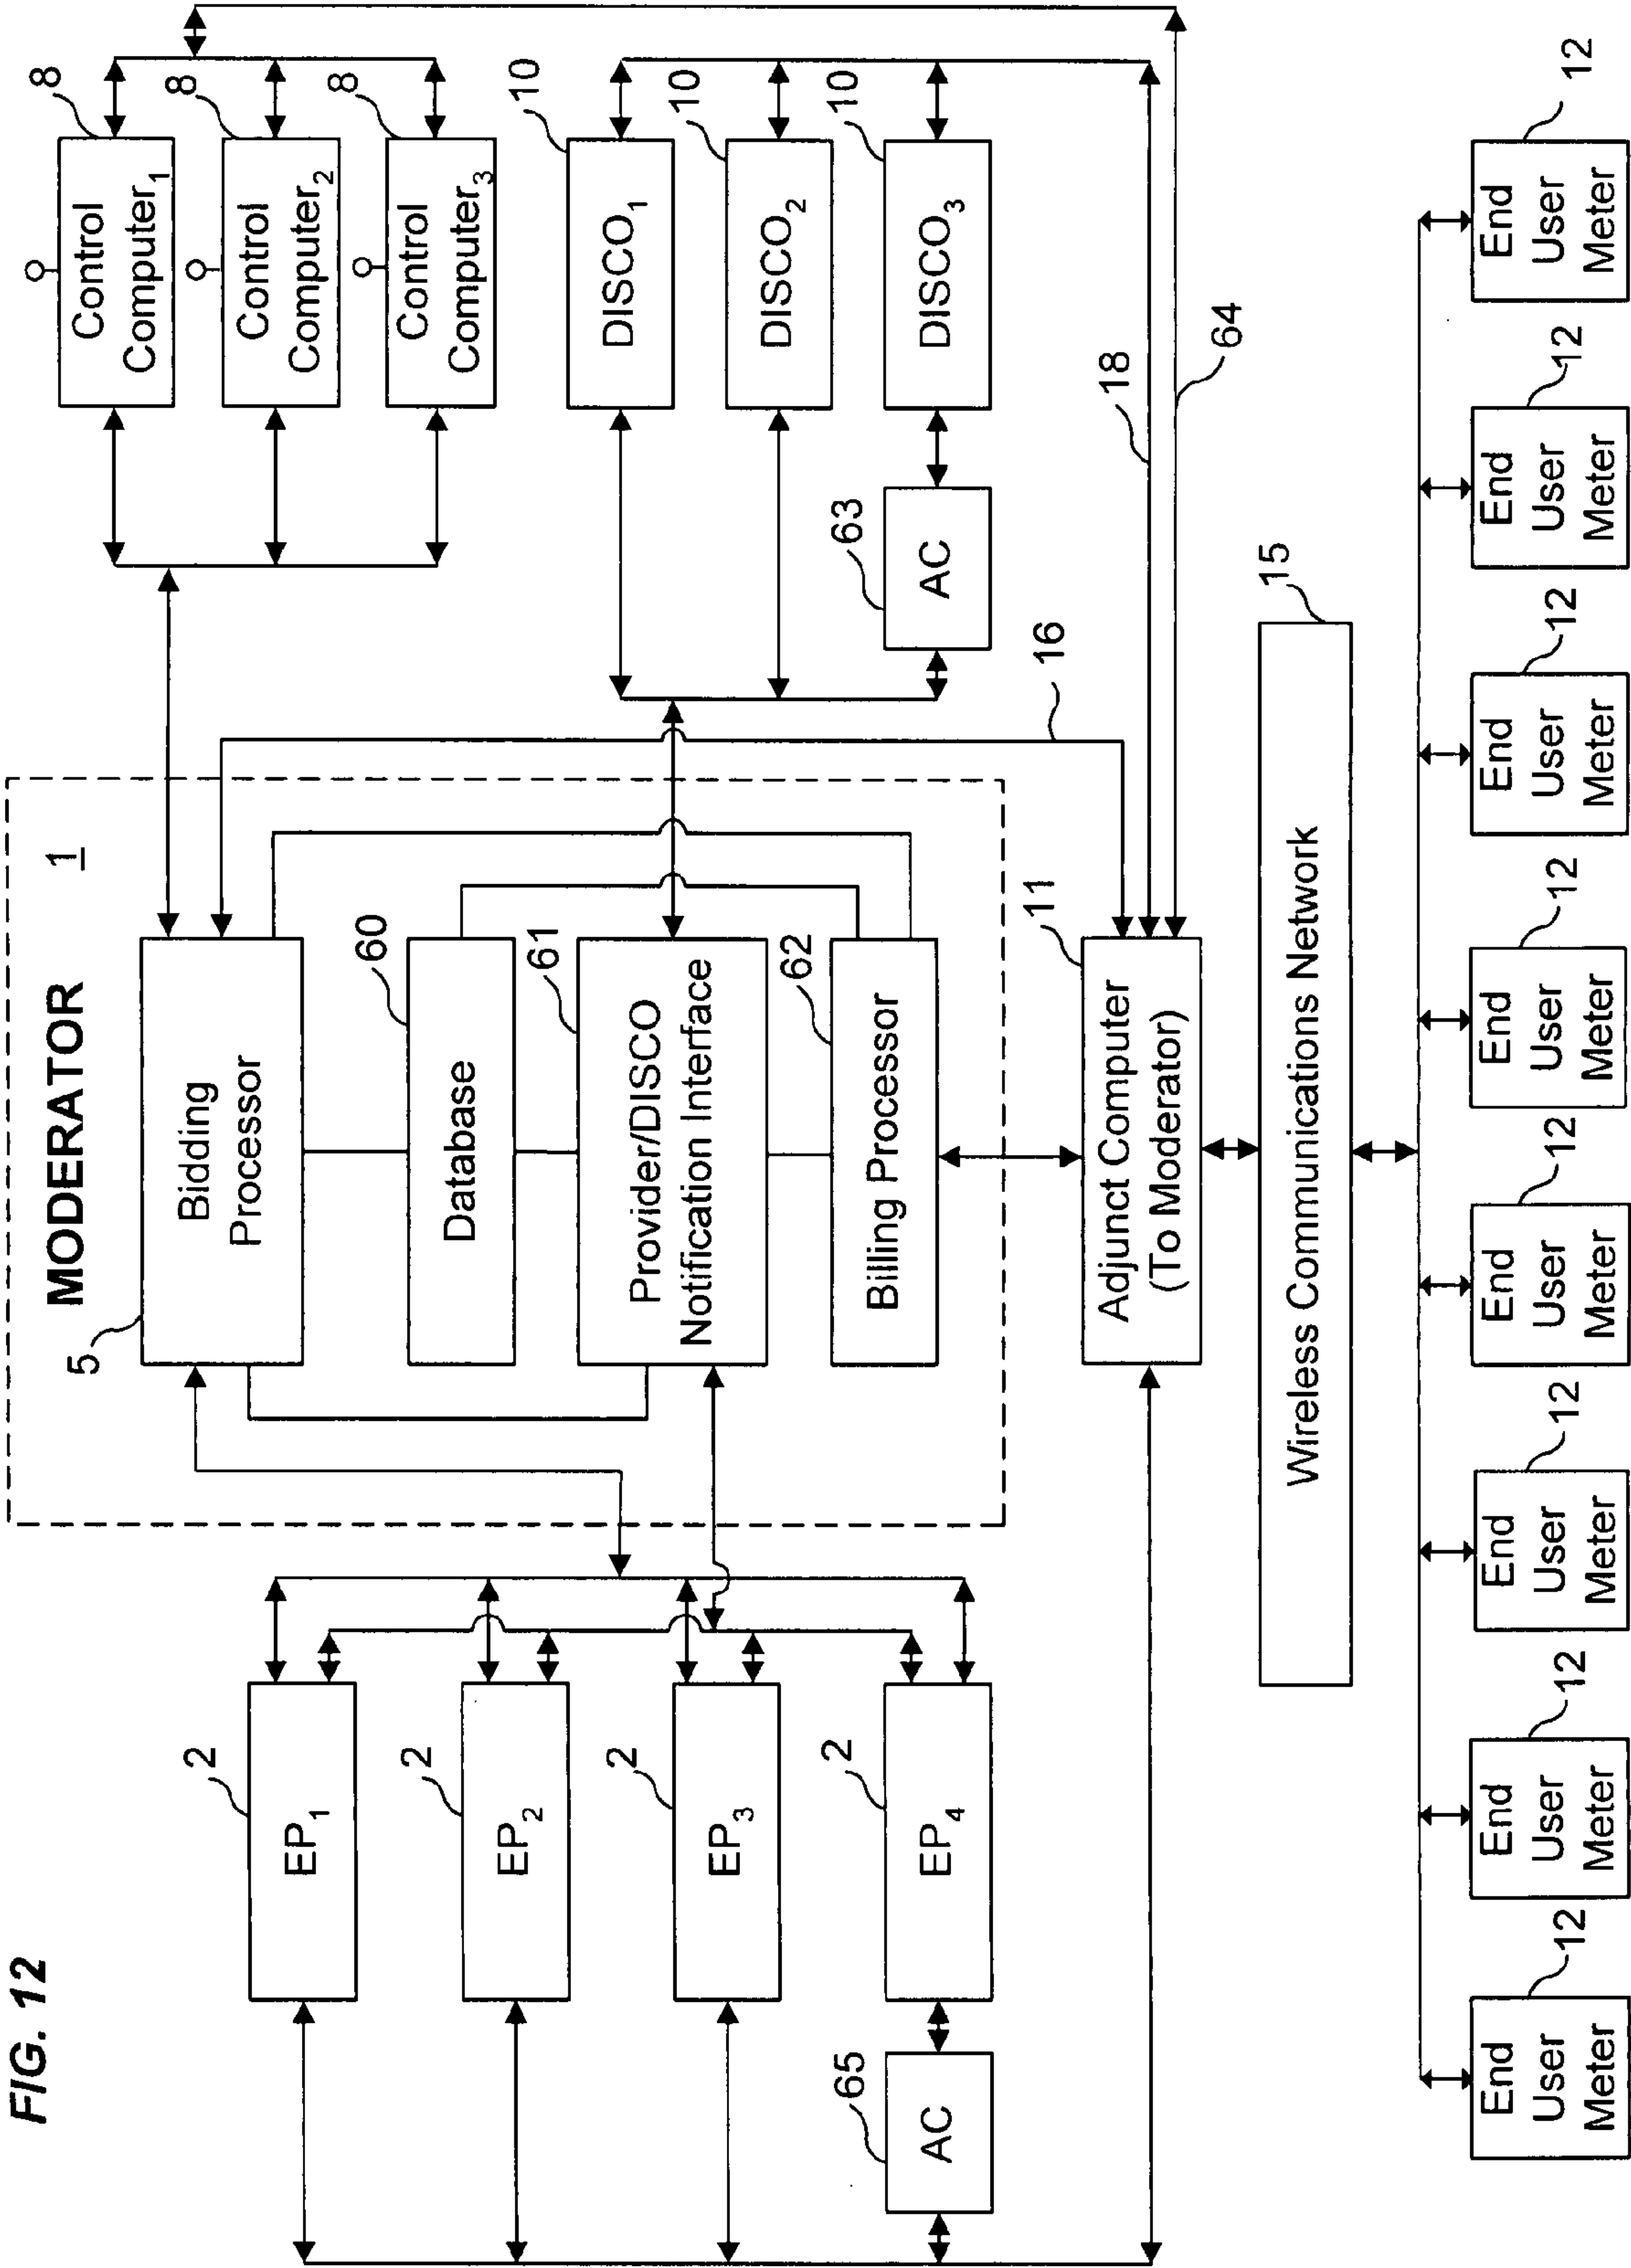 FIG. 12
MODERATOR 1
5
Bidding
Processor
60
Database
61
Provider/DISCO
Notification Interface
62
Billing Processor
2
EP1
2
EP2
2
EP3
2
EP4
65
AC
8
Control
Computer1
8
Control
Computer2
8
Control
Computer3
10
DISCO1
10
DISCO2
10
DISCO3
63
AC
16
18
64
11
Adjunct Computer
(To Moderator)
15
Wireless Communications Network
12
End
User
Meter
12
End
User
Meter
12
End
User
Meter
12
End
User
Meter
12
End
User
Meter
12
End
User
Meter
12
End
User
Meter
12
End
User
Meter